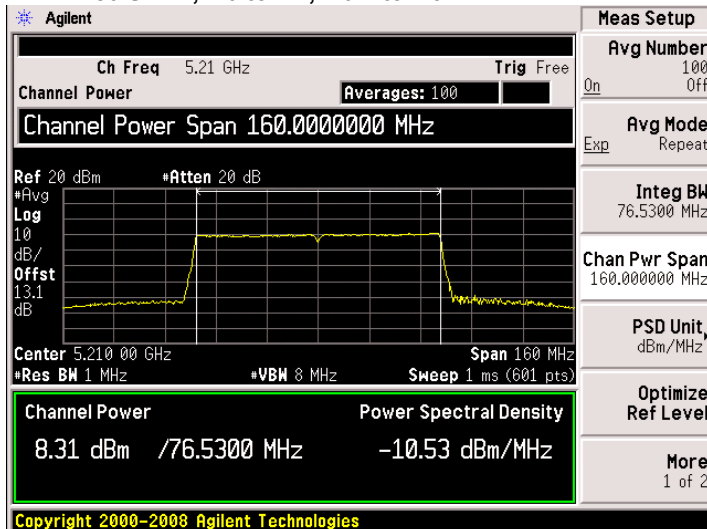 Agilent
Ch Freq 5.21 GHz Trig Free
Channel Power Averages: 100
Channel Power Span 160.0000000 MHz
Ref 20 dBm #Atten 20 dB
#Avg
Log
10
dB/
Offst
13.1
dB
Center 5.210 00 GHz Span 160 MHz
#Res BW 1 MHz #VBW 8 MHz Sweep 1 ms (601 pts)
Channel Power Power Spectral Density
8.31 dBm /76.5300 MHz -10.53 dBm/MHz
Copyright 2000-2008 Agilent Technologies
Meas Setup
Avg Number
100
On Off
Avg Mode
Exp Repeat
Integ BW
76.5300 MHz
Chan Pwr Span
160.000000 MHz
PSD Unit
dBm/MHz
Optimize
Ref Level
More
1 of 2